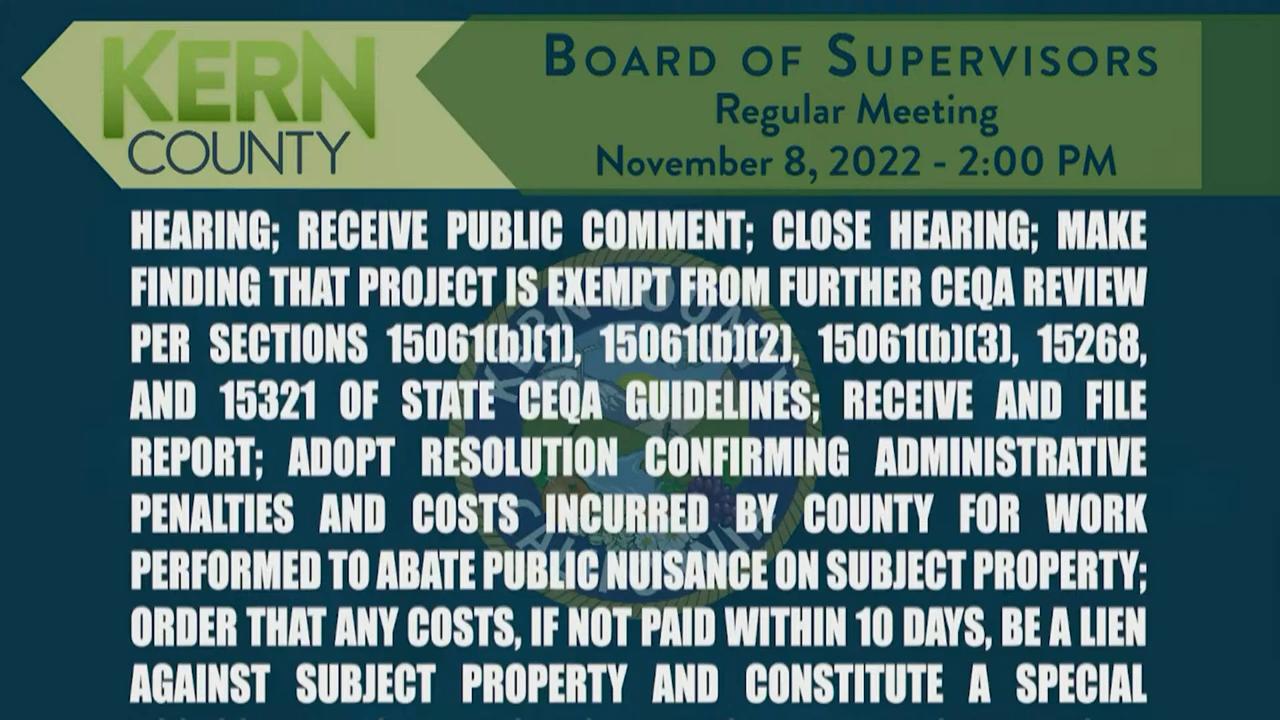 KERN
COUNTY
BOARD OF SUPERVISORS
Regular Meeting
November 8, 2022 - 2:00 PM
HEARING; RECEIVE PUBLIC COMMENT; CLOSE HEARING; MAKE
FINDING THAT PROJECT IS EXEMPT FROM FURTHER CEQA REVIEW
PER SECTIONS 15061(b)(1), 15061(b)(2), 15061(b)(3), 15268,
AND 15321 OF STATE CEQA GUIDELINES; RECEIVE AND FILE
REPORT; ADOPT RESOLUTION CONFIRMING ADMINISTRATIVE
PENALTIES AND COSTS INCURRED BY COUNTY FOR WORK
PERFORMED TO ABATE PUBLIC NUISANCE ON SUBJECT PROPERTY;
ORDER THAT ANY COSTS, IF NOT PAID WITHIN 10 DAYS, BE A LIEN
AGAINST SUBJECT PROPERTY AND CONSTITUTE A SPECIAL
KERN COUNTY
CALIFORNIA